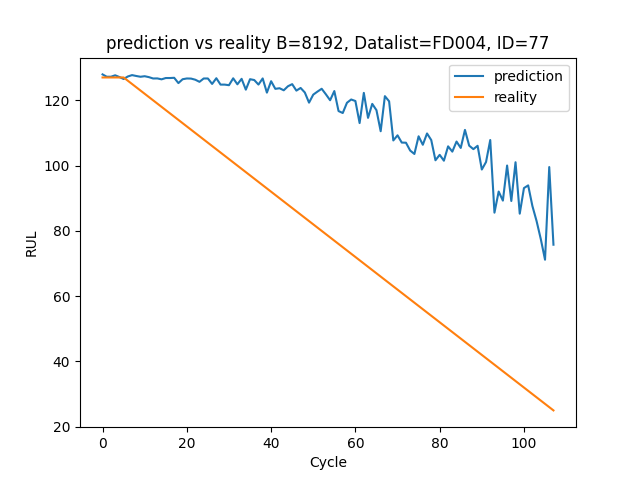 prediction vs reality B=8192, Datalist=FD004, ID=77
prediction
reality
120
100
80
60
40
20
RUL
0 20 40 60 80 100
Cycle